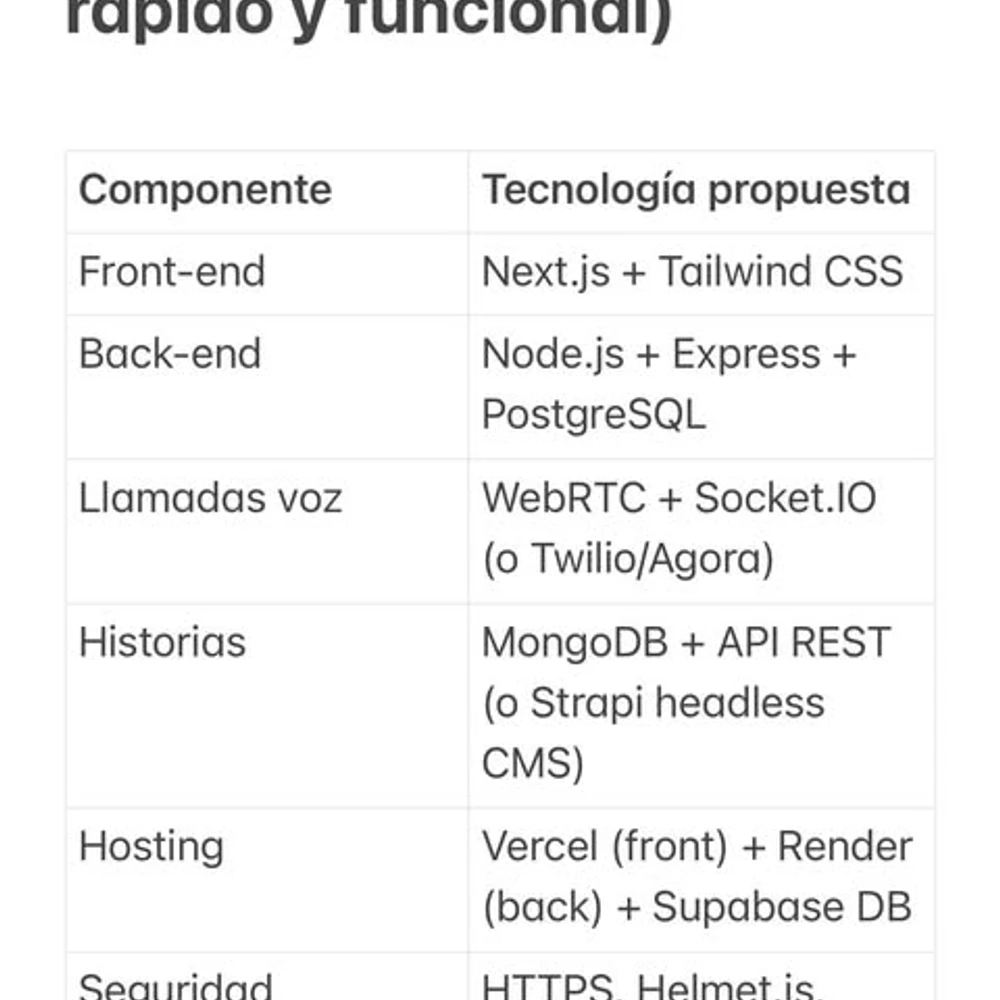 rápido y funcional)
Componente
Tecnología propuesta
Front-end
Next.js + Tailwind CSS
Back-end
Node.js + Express +
PostgreSQL
Llamadas voz
WebRTC + Socket.IO
(o Twilio/Agora)
Historias
MongoDB + API REST
(o Strapi headless
CMS)
Hosting
Vercel (front) + Render
(back) + Supabase DB
Seguridad
HTTPS, Helmet.js,